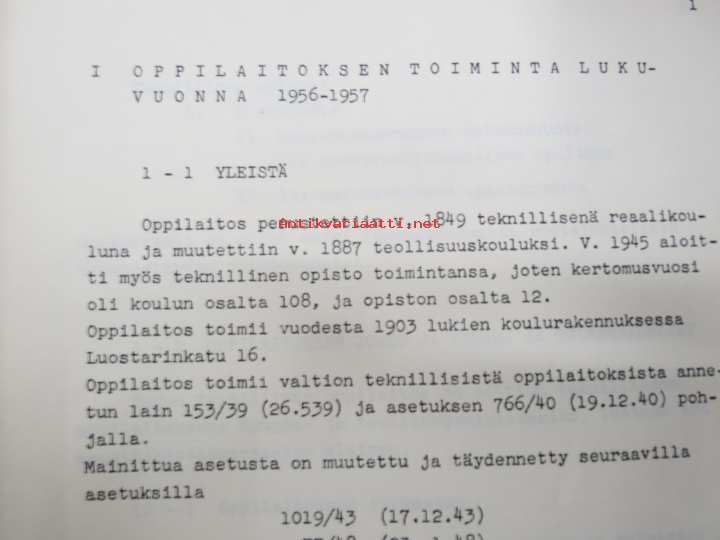 1
I O P P I L A I T O K S E N T O I M I N T A L U K U-
V U O N N A 1956-1957
1 - 1 YLEISTÄ
Oppilaitos perustettiin v. 1849 teknillisenä reaalikou-
Antikvariaatti.net
luna ja muutettiin v. 1887 teollisuuskouluksi. V. 1945 aloit-
ti myös teknillinen opisto toimintansa, joten kertomusvuosi
oli koulun osalta 108, ja opiston osalta 12.
Oppilaitos toimii vuodesta 1903 lukien koulurakennuksessa
Luostarinkatu 16.
Oppilaitos toimii valtion teknillisistä oppilaitoksista anne-
tun lain 153/39 (26.539) ja asetuksen 766/40 (19.12.40) poh-
jalla.
Mainittua asetusta on muutettu ja täydennetty seuraavilla
asetuksilla
1019/43 (17.12.43)